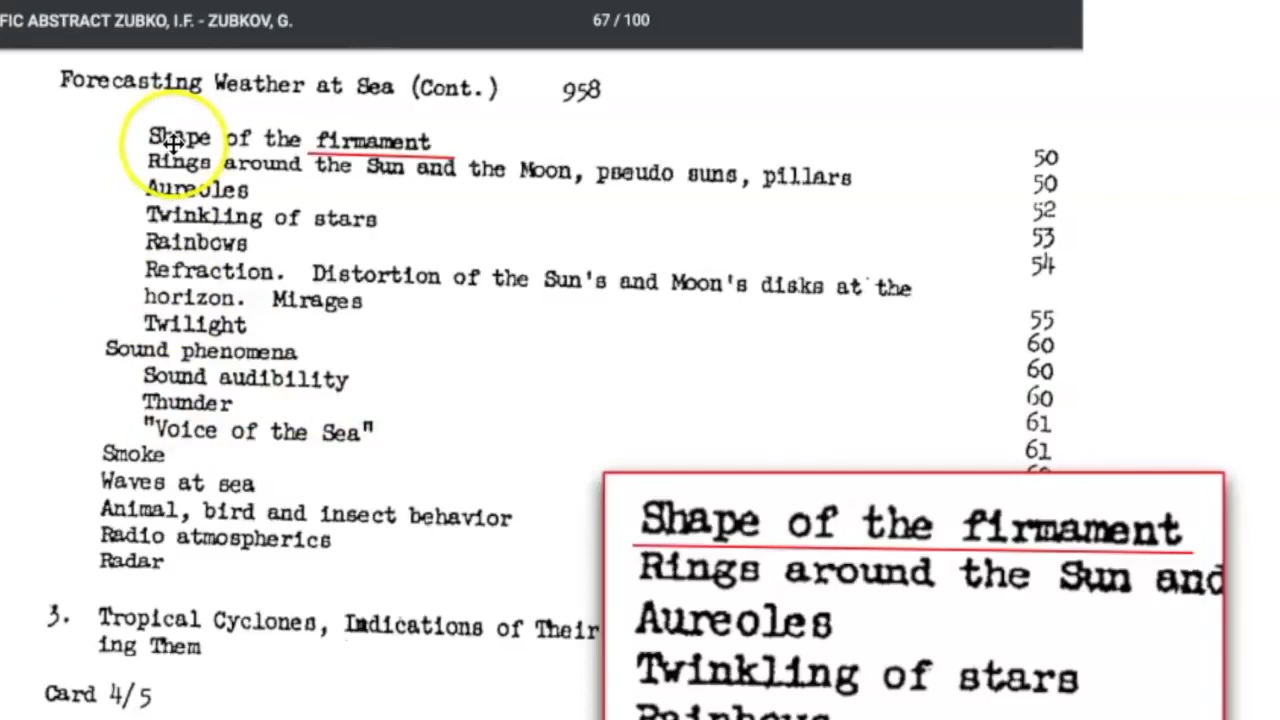 FIC ABSTRACT ZUBKO, I.F. - ZUBKOV, G.
67 / 100
Forecasting Weather at Sea (Cont.) 958
Shape of the firmament 50
Rings around the Sun and the Moon, pseudo suns, pillars 50
Aureoles 52
Twinkling of stars 53
Rainbows 54
Refraction. Distortion of the Sun's and Moon's disks at the
horizon. Mirages 55
Twilight 60
Sound phenomena 60
Sound audibility 60
Thunder 61
"Voice of the Sea" 61
Smoke
Waves at sea
Animal, bird and insect behavior
Radio atmospherics
Radar
3. Tropical Cyclones, Indications of Their
ing Them
Card 4/5
Shape of the firmament
Rings around the Sun and
Aureoles
Twinkling of stars
Rainbows